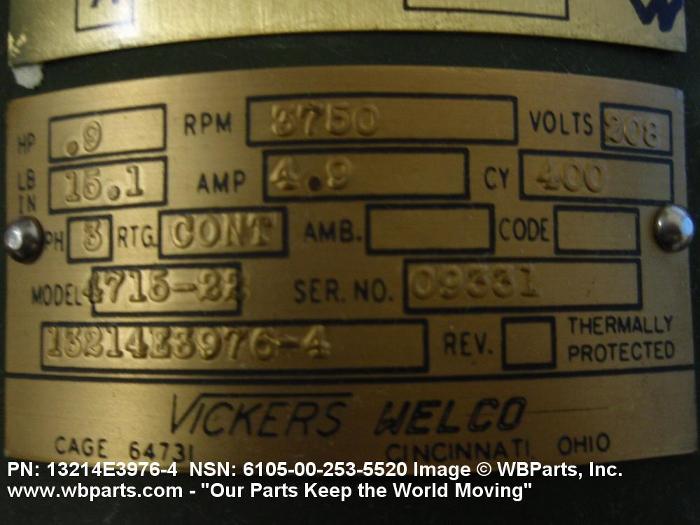 HP .9 RPM 3750 VOLTS 208
LB IN 15.1 AMP 4.9 CY 400
PH 3 RTG. CONT AMB. CODE
MODEL 4715-22 SER. NO. 09331
13214E3976-4 REV. THERMALLY PROTECTED
VICKERS WELCO
CAGE 64731 CINCINNATI, OHIO
PN: 13214E3976-4 NSN: 6105-00-253-5520 Image © WBParts, Inc.
www.wbparts.com - "Our Parts Keep the World Moving"